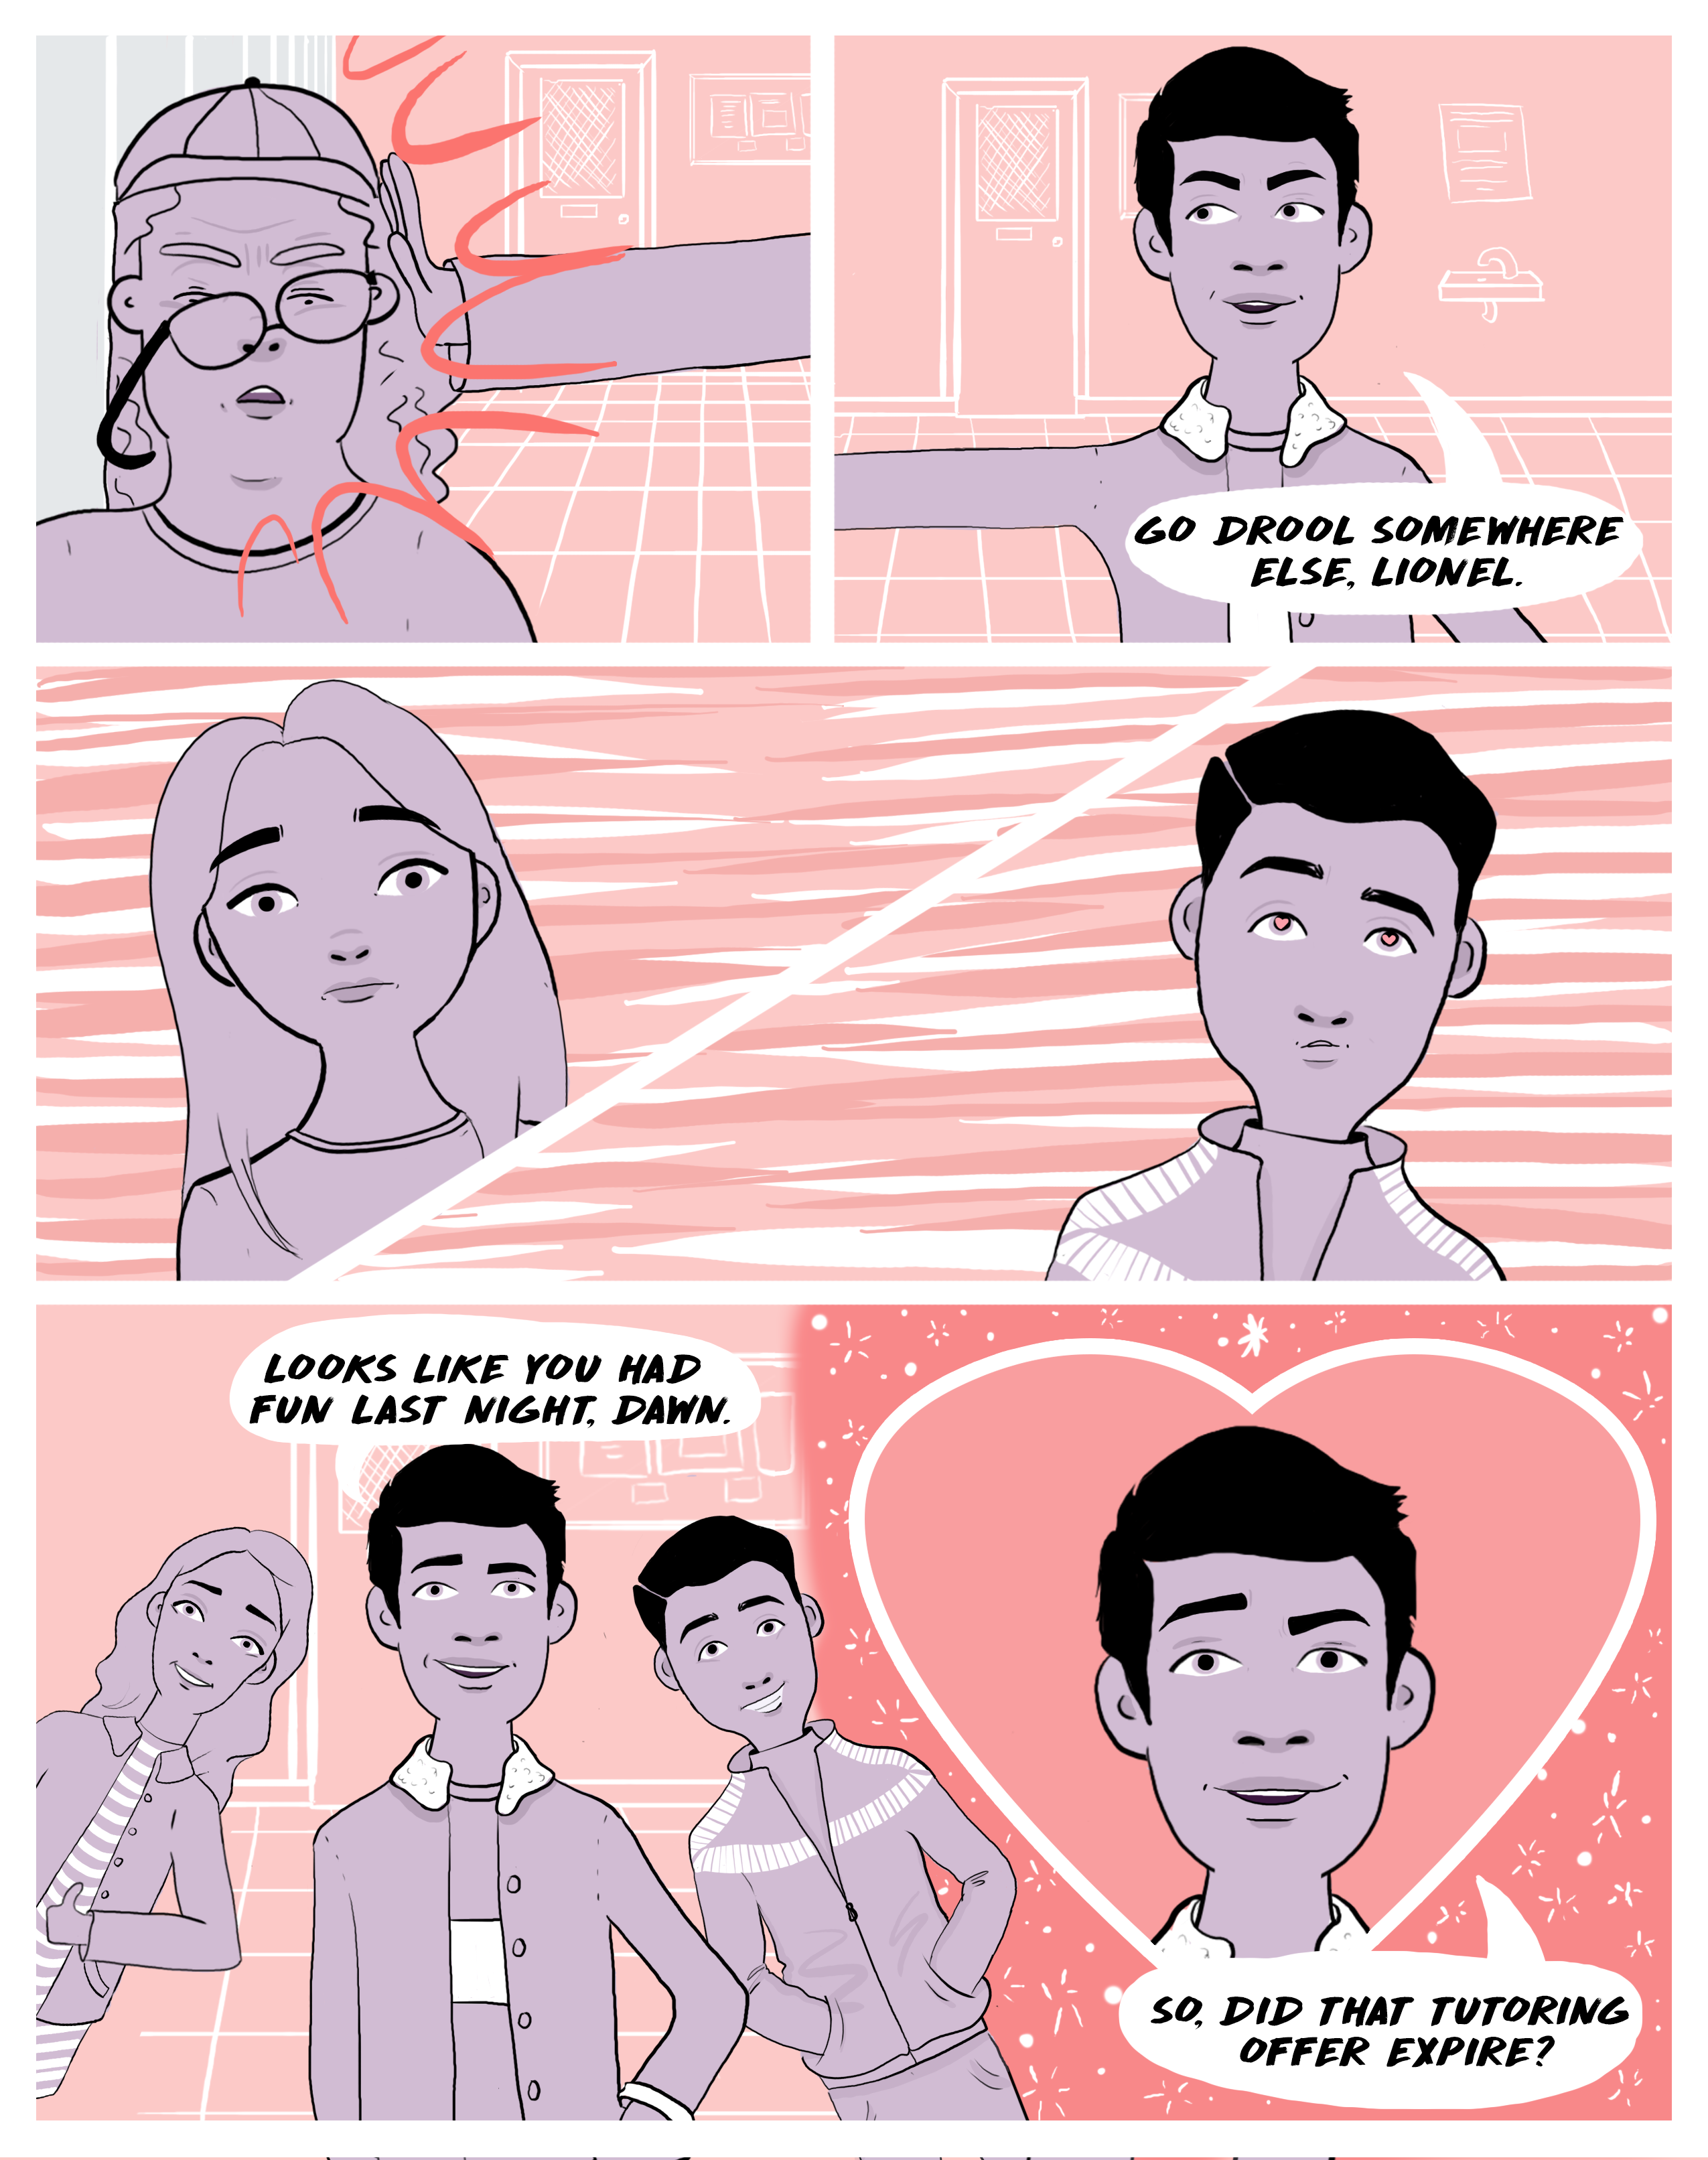 GO DROOL SOMEWHERE
ELSE, LIONEL.
LOOKS LIKE YOU HAD
FUN LAST NIGHT, DAWN.
SO, DID THAT TUTORING
OFFER EXPIRE?